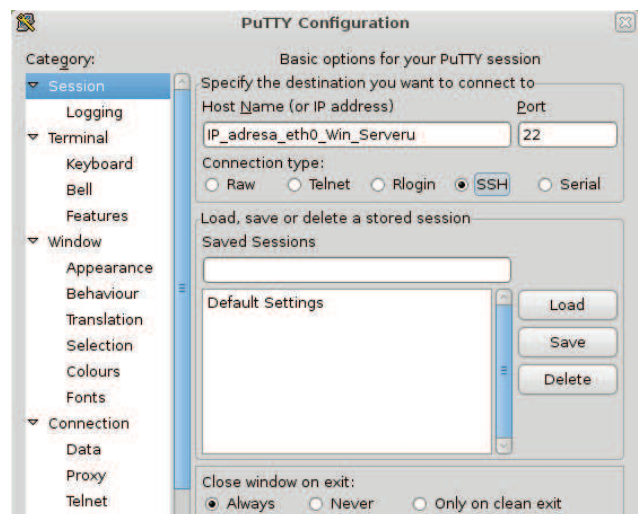 PuTTY Configuration
Category:
Session
Logging
Terminal
Keyboard
Bell
Features
Window
Appearance
Behaviour
Translation
Selection
Colours
Fonts
Connection
Data
Proxy
Telnet
Basic options for your PuTTY session
Specify the destination you want to connect to
Host Name (or IP address) Port
IP_adresa_eth0_Win_Serveru 22
Connection type:
Raw Telnet Rlogin SSH Serial
Load, save or delete a stored session
Saved Sessions
Default Settings
Load
Save
Delete
Close window on exit:
Always Never Only on clean exit